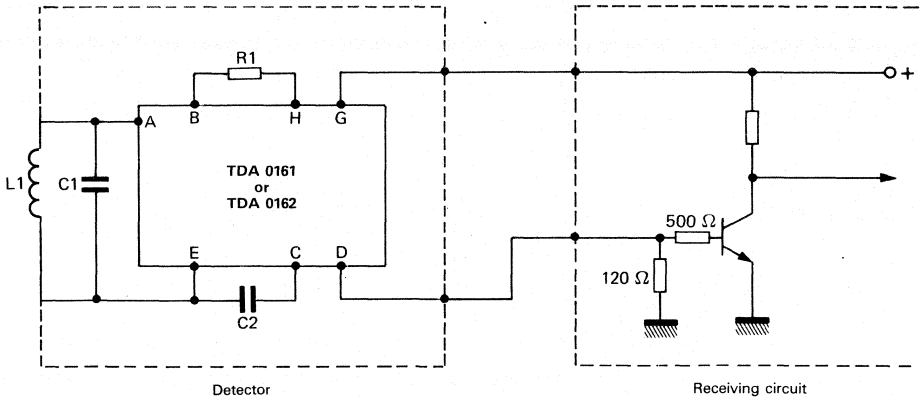 R1
+
A
B
H
G
L1
C1
TDA 0161
or
TDA 0162
500 Ω
E
C
D
120 Ω
C2
Detector
Receiving circuit